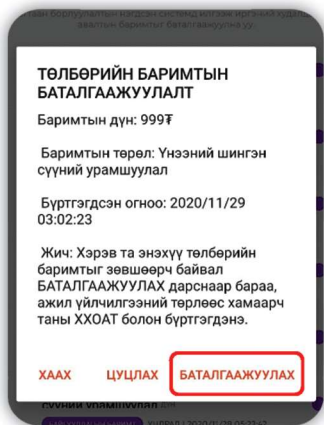 ТӨЛБӨРИЙН БАРИМТЫН
БАТАЛГААЖУУЛАЛТ
Баримтын дүн: 999₮
Баримтын төрөл: Үнээний шингэн
сүүний урамшуулал
Бүртгэгдсэн огноо: 2020/11/29
03:02:23
Жич: Хэрэв та энэхүү төлбөрийн
баримтыг зөвшөөрч байвал
БАТАЛГААЖУУЛАХ дарснаар бараа,
ажил үйлчилгээний төрлөөс хамаарч
таны ХХОАТ болон бүртгэгдэнэ.
ХААХ ЦУЦЛАХ БАТАЛГААЖУУЛАХ
сүүний урамшуулал